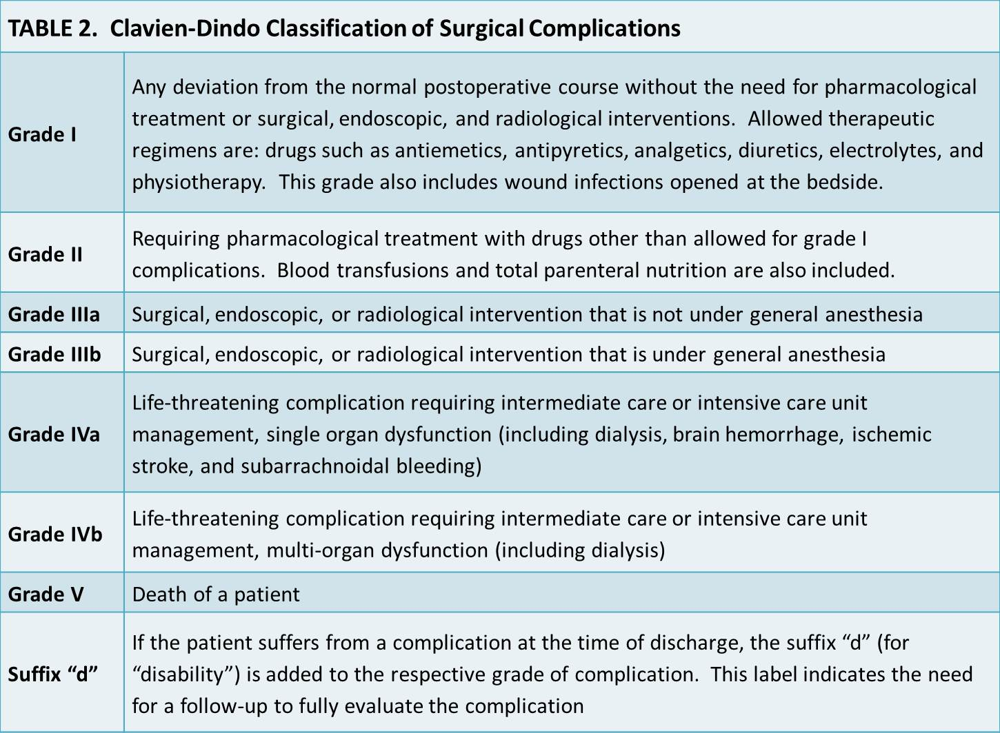 TABLE 2.  Clavien-Dindo Classification of Surgical Complications
Grade I
Any deviation from the normal postoperative course without the need for pharmacological
treatment or surgical, endoscopic, and radiological interventions.  Allowed therapeutic
regimens are: drugs such as antiemetics, antipyretics, analgetics, diuretics, electrolytes, and
physiotherapy.  This grade also includes wound infections opened at the bedside.
Grade II
Requiring pharmacological treatment with drugs other than allowed for grade I
complications.  Blood transfusions and total parenteral nutrition are also included.
Grade IIIa
Surgical, endoscopic, or radiological intervention that is not under general anesthesia
Grade IIIb
Surgical, endoscopic, or radiological intervention that is under general anesthesia
Grade IVa
Life-threatening complication requiring intermediate care or intensive care unit
management, single organ dysfunction (including dialysis, brain hemorrhage, ischemic
stroke, and subarrachnoidal bleeding)
Grade IVb
Life-threatening complication requiring intermediate care or intensive care unit
management, multi-organ dysfunction (including dialysis)
Grade V
Death of a patient
Suffix “d”
If the patient suffers from a complication at the time of discharge, the suffix “d” (for
“disability”) is added to the respective grade of complication.  This label indicates the need
for a follow-up to fully evaluate the complication